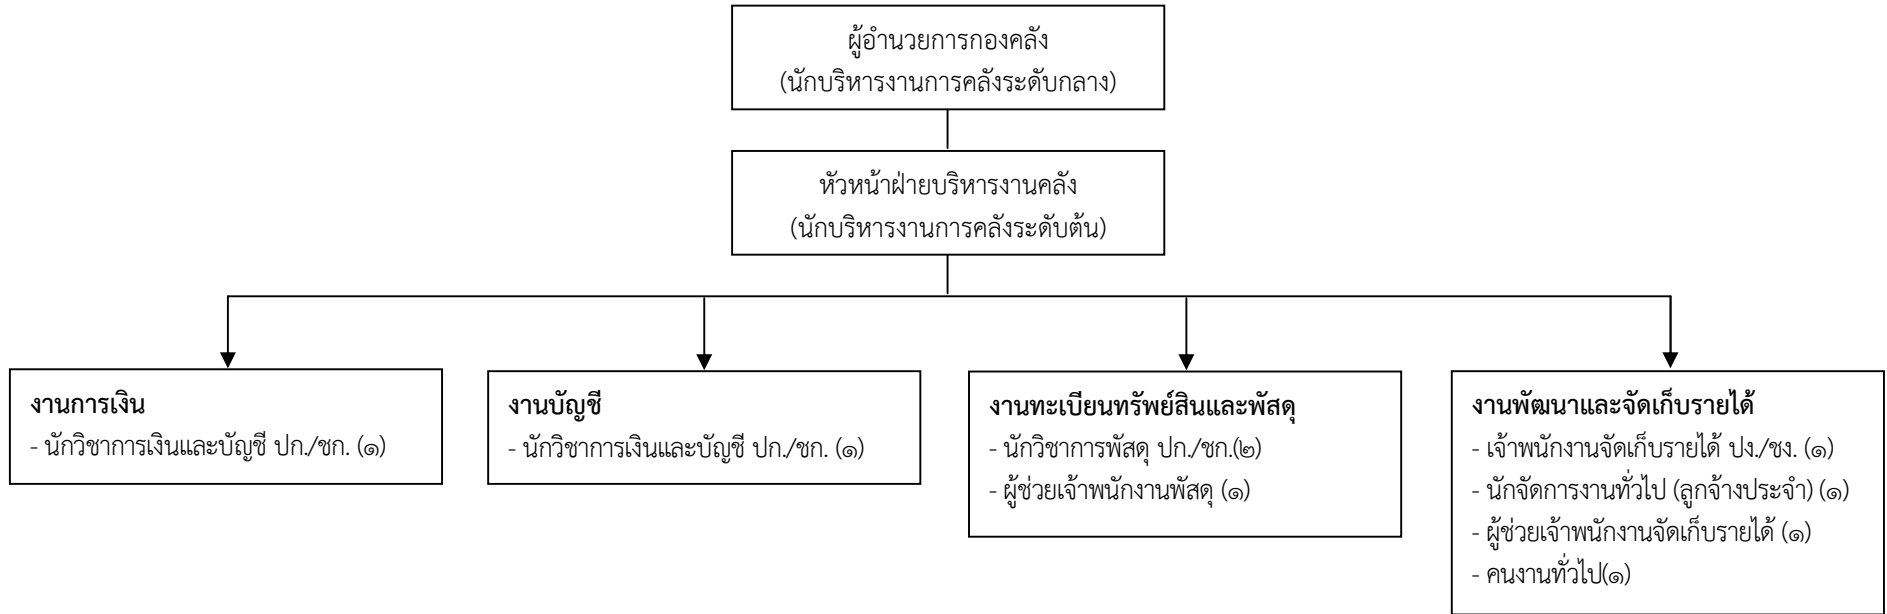 ผู้อำนวยการกองคลัง
(นักบริหารงานการคลังระดับกลาง)
หัวหน้าฝ่ายบริหารงานคลัง
(นักบริหารงานการคลังระดับต้น)
งานการเงิน
- นักวิชาการเงินและบัญชี ปก./ชก. (๑)
งานบัญชี
- นักวิชาการเงินและบัญชี ปก./ชก. (๑)
งานทะเบียนทรัพย์สินและพัสดุ
- นักวิชาการพัสดุ ปก./ชก.(๒)
- ผู้ช่วยเจ้าพนักงานพัสดุ (๑)
งานพัฒนาและจัดเก็บรายได้
- เจ้าพนักงานจัดเก็บรายได้ ปง./ชง. (๑)
- นักจัดการงานทั่วไป (ลูกจ้างประจำ) (๑)
- ผู้ช่วยเจ้าพนักงานจัดเก็บรายได้ (๑)
- คนงานทั่วไป(๑)